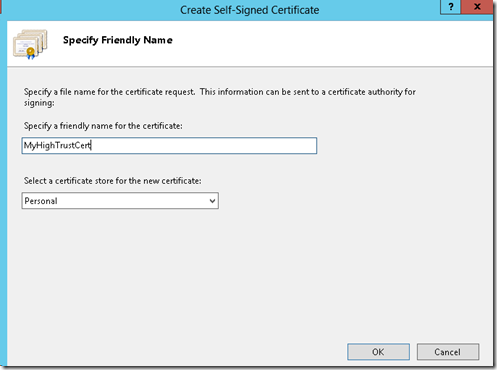 Create Self-Signed Certificate
? X
Specify Friendly Name
Specify a file name for the certificate request. This information can be sent to a certificate authority for
signing:
Specify a friendly name for the certificate:
MyHighTrustCert
Select a certificate store for the new certificate:
Personal
OK Cancel